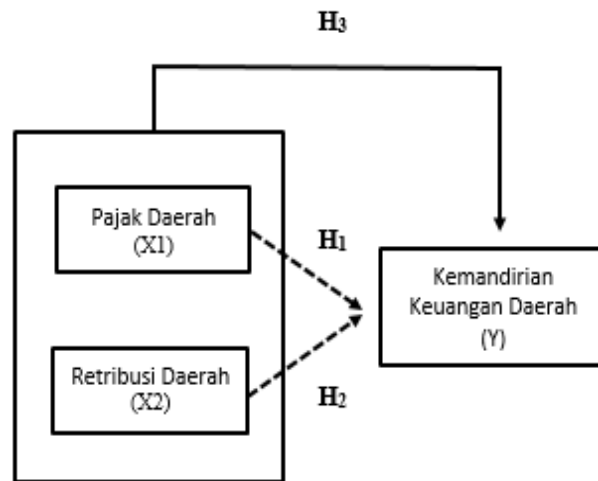 H₃
Pajak Daerah
(X1)
H₁
Kemandirian
Keuangan Daerah
(Y)
Retribusi Daerah
(X2)
H₂